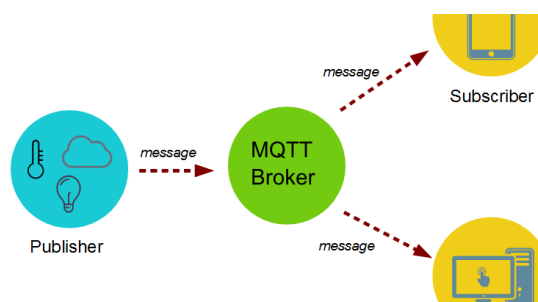 message
Subscriber
message
MQTT
Broker
Publisher
message